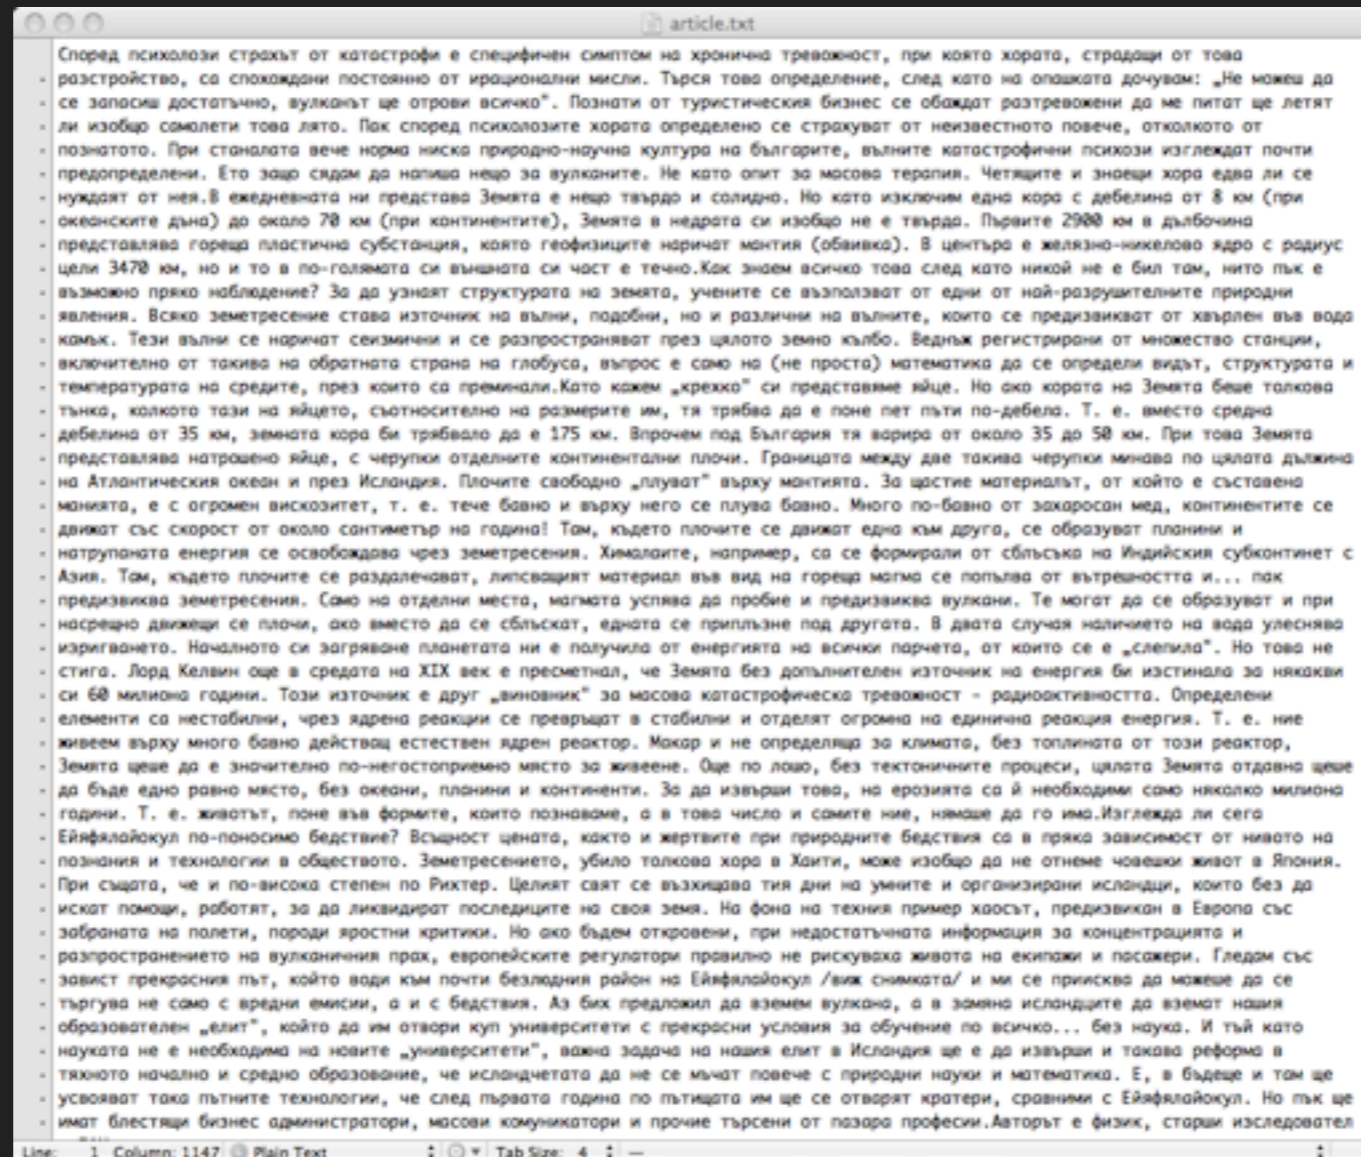 article.txt
Според психолози страхът от катастрофи е специфичен симптом на хронична тревожност, при която хората, страдащи от това
разстройство, са спохождани постоянно от ирационални мисли. Търся това определение, след като на опашката дочувам: „Не можеш да
се запасиш достатъчно, вулканът ще отрови всичко". Познати от туристическия бизнес се обаждат разтревожени да ме питат ще летят
ли изобщо самолети това лято. Пак според психолозите хората определено се страхуват от неизвестното повече, отколкото от
познатото. При станалата вече норма ниска природно-научна култура на българите, вълните катастрофични психози изглеждат почти
предопределени. Ето защо сядам да напиша нещо за вулканите. Не като опит за масова терапия. Четящите и знаещи хора едва ли се
нуждаят от нея.В ежедневната ни представа Земята е нещо твърдо и солидно. Но като изключим една кора с дебелина от 8 км (при
океанските дъна) до около 70 км (при континентите), Земята в недрата си изобщо не е твърда. Първите 2900 км в дълбочина
представлява гореща пластична субстанция, която геофизиците наричат мантия (обвивка). В центъра е желязно-никелово ядро с радиус
цели 3470 км, но и то в по-голямата си външната си част е течно.Как знаем всичко това след като никой не е бил там, нито пък е
възможно пряко наблюдение? За да узнаят структурата на земята, учените се възползват от едни от най-разрушителните природни
явления. Всяко земетресение става източник на вълни, подобни, но и различни на вълните, които се предизвикват от хвърлен във вода
камък. Тези вълни се наричат сеизмични и се разпространяват през цялото земно кълбо. Веднъж регистрирани от множество станции,
включително от такива на обратната страна на глобуса, въпрос е само на (не проста) математика да се определи видът, структурата и
температурата на средите, през които са преминали.Като кажем „крехко" си представяме яйце. Но ако кората на Земята беше толкова
тънка, колкото тази на яйцето, съотносително на размерите им, тя трябва да е поне пет пъти по-дебела. Т. е. вместо средна
дебелина от 35 км, земната кора би трябвало да е 175 км. Впрочем под България тя варира от около 35 до 50 км. При това Земята
представлява натрошено яйце, с черупки отделните континентални плочи. Границата между две такива черупки минава по цялата дължина
на Атлантическия океан и през Исландия. Плочите свободно „плуват" върху мантията. За щастие материалът, от който е съставена
манията, е с огромен вискозитет, т. е. тече бавно и върху него се плува бавно. Много по-бавно от захаросан мед, континентите се
движат със скорост от около сантиметър на година! Там, където плочите се движат една към друга, се образуват планини и
натрупаната енергия се освобождава чрез земетресения. Хималаите, например, са се формирали от сблъсъка на Индийския субконтинет с
Азия. Там, където плочите се раздалечават, липсващият материал във вид на гореща магма се попълва от вътрешността и... пак
предизвиква земетресения. Само на отделни места, магмата успява да пробие и предизвиква вулкани. Те могат да се образуват и при
насрещно движещи се плочи, ако вместо да се сблъскат, едната се приплъзне под другата. В двата случая наличието на вода улеснява
изригването. Началното си загряване планетата ни е получила от енергията на всички парчета, от които се е „слепила". Но това не
стига. Лорд Келвин още в средата на XIX век е пресметнал, че Земята без допълнителен източник на енергия би изстинала за някакви
си 60 милиона години. Този източник е друг „виновник" за масова катастрофическа тревожност - радиоактивността. Определени
елементи са нестабилни, чрез ядрена реакции се превръщат в стабилни и отделят огромна на единична реакция енергия. Т. е. ние
живеем върху много бавно действащ естествен ядрен реактор. Макар и не определяща за климата, без топлината от този реактор,
Земята щеше да е значително по-негостоприемно място за живеене. Още по лошо, без тектоничните процеси, цялата Земята отдавна щеше
да бъде едно равно място, без океани, планини и континенти. За да извърши това, на ерозията са й необходими само няколко милиона
години. Т. е. животът, поне във формите, които познаваме, а в това число и самите ние, нямаше да го има.Изглежда ли сега
Ейяфялайокул по-поносимо бедствие? Всъщност цената, както и жертвите при природните бедствия са в пряка зависимост от нивото на
познания и технологии в обществото. Земетресението, убило толкова хора в Хаити, може изобщо да не отнеме човешки живот в Япония.
При същата, че и по-висока степен по Рихтер. Целият свят се възхищава тия дни на умните и организирани исландци, които без да
искат помощи, работят, за да ликвидират последиците на своя земя. На фона на техния пример хаосът, предизвикан в Европа със
забраната на полети, породи яростни критики. Но ако бъдем откровени, при недостатъчната информация за концентрацията и
разпространението на вулканичния прах, европейските регулатори правилно не рискуваха живота на екипажи и пасажери. Гледам със
завист прекрасния път, който води към почти безлюдния район на Ейяфялайокул /виж снимката/ и ми се приисква да можеше да се
търгува не само с вредни емисии, а и с бедствия. Аз бих предложил да вземем вулкана, а в замяна исландците да вземат нашия
образователен „елит", който да им отвори куп университети с прекрасни условия за обучение по всичко... без наука. И тъй като
науката не е необходима на новите „университети", важна задача на нашия елит в Исландия ще е да извърши и такава реформа в
тяхното начално и средно образование, че исландчетата да не се мъчат повече с природни науки и математика. Е, в бъдеще и там ще
усвояват така пътните технологии, че след първата година по пътищата им ще се отварят кратери, сравними с Ейяфялайокул. Но пък ще
имат блестящи бизнес администратори, масови комуникатори и прочие търсени от пазара професии.Авторът е физик, старши изследовател
Line: 1 Column: 1147 Plain Text Tab Size: 4 —